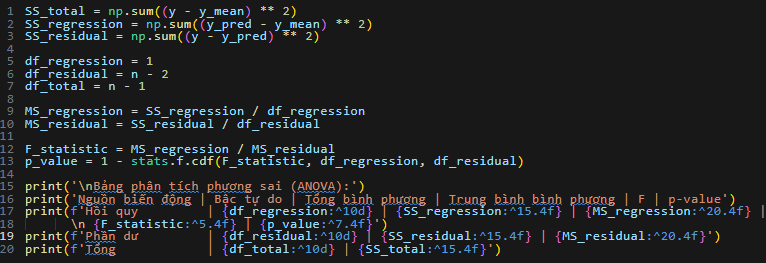 1 SS_total = np.sum((y - y_mean) ** 2)
2 SS_regression = np.sum((y_pred - y_mean) ** 2)
3 SS_residual = np.sum((y - y_pred) ** 2)
4
5 df_regression = 1
6 df_residual = n - 2
7 df_total = n - 1
8
9 MS_regression = SS_regression / df_regression
10 MS_residual = SS_residual / df_residual
11
12 F_statistic = MS_regression / MS_residual
13 p_value = 1 - stats.f.cdf(F_statistic, df_regression, df_residual)
14
15 print('\nBảng phân tích phương sai (ANOVA):')
16 print('Nguồn biến động | Bậc tự do | Tổng bình phương | Trung bình bình phương | F | p-value')
17 print(f'Hồi quy         | {df_regression:^10d} | {SS_regression:^15.4f} | {MS_regression:^20.4f} |
18       \n {F_statistic:^5.4f} | {p_value:^7.4f}')
19 print(f'Phần dư         | {df_residual:^10d} | {SS_residual:^15.4f} | {MS_residual:^20.4f}')
20 print(f'Tổng            | {df_total:^10d} | {SS_total:^15.4f}')